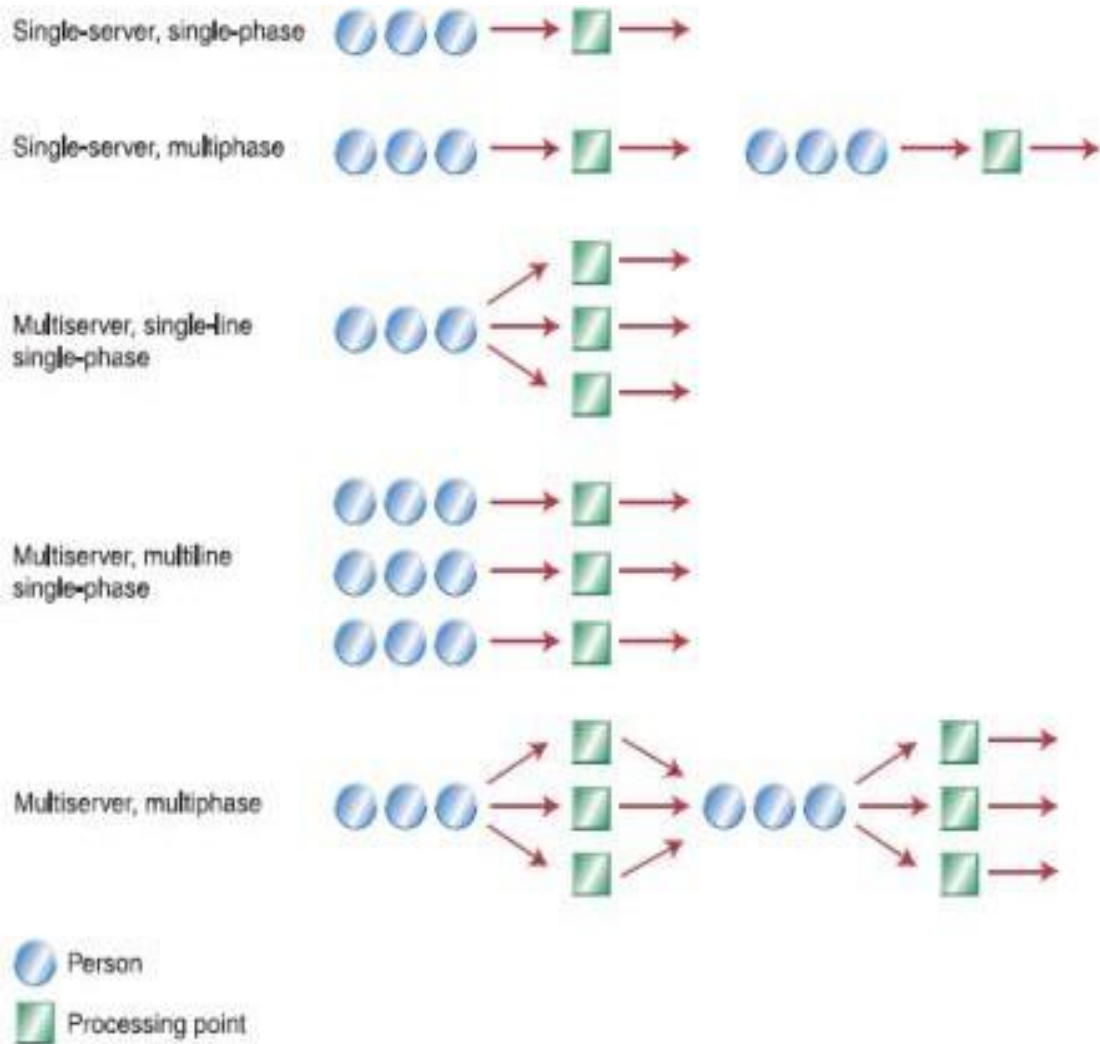 Single-server, single-phase
Single-server, multiphase
Multiserver, single-line
single-phase
Multiserver, multiline
single-phase
Multiserver, multiphase
Person
Processing point